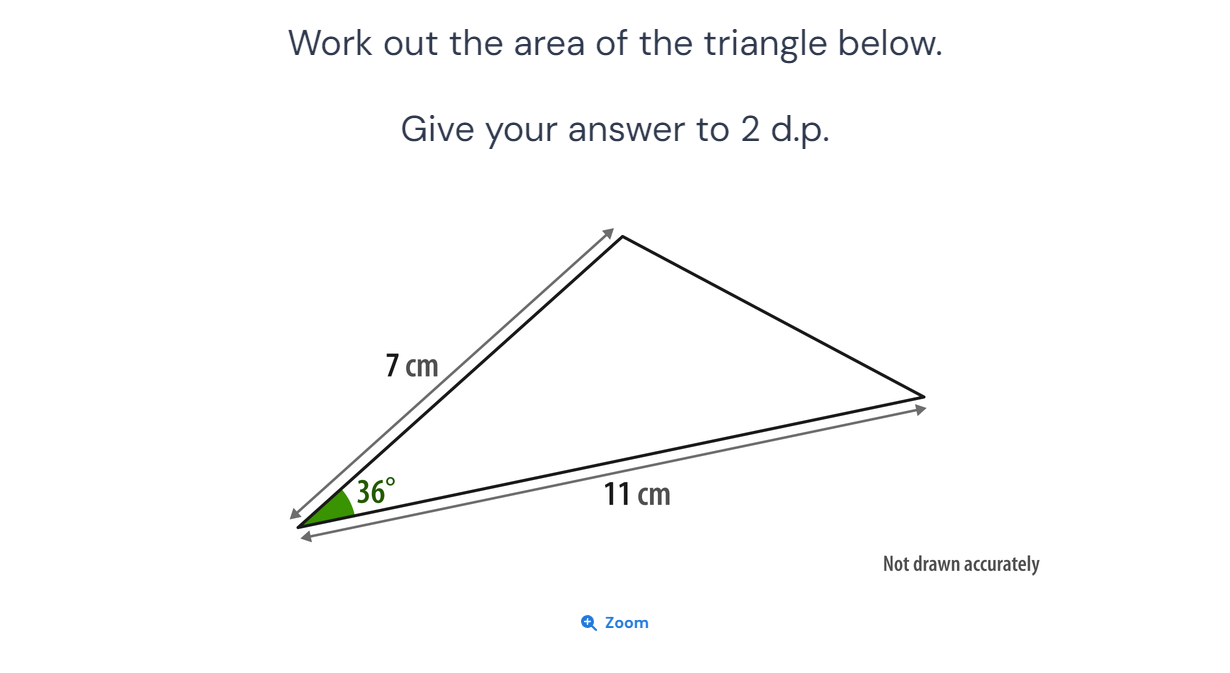 Work out the area of the triangle below.
Give your answer to 2 d.p.
7 cm
36°
11 cm
Not drawn accurately
Zoom